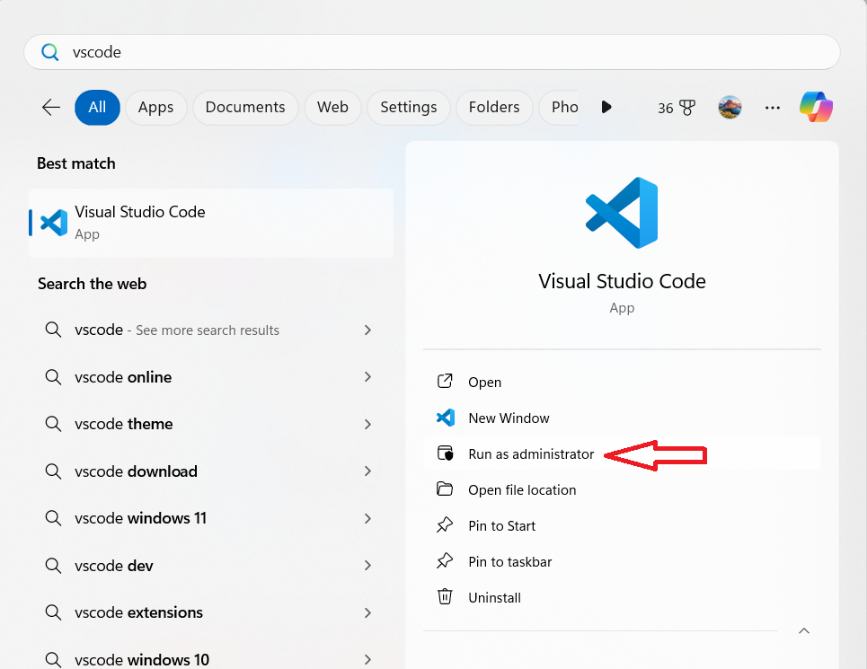 vscode
All
Apps
Documents
Web
Settings
Folders
Pho
36
Best match
Visual Studio Code
App
Search the web
vscode - See more search results
vscode online
vscode theme
vscode download
vscode windows 11
vscode dev
vscode extensions
vscode windows 10
Visual Studio Code
App
Open
New Window
Run as administrator
Open file location
Pin to Start
Pin to taskbar
Uninstall